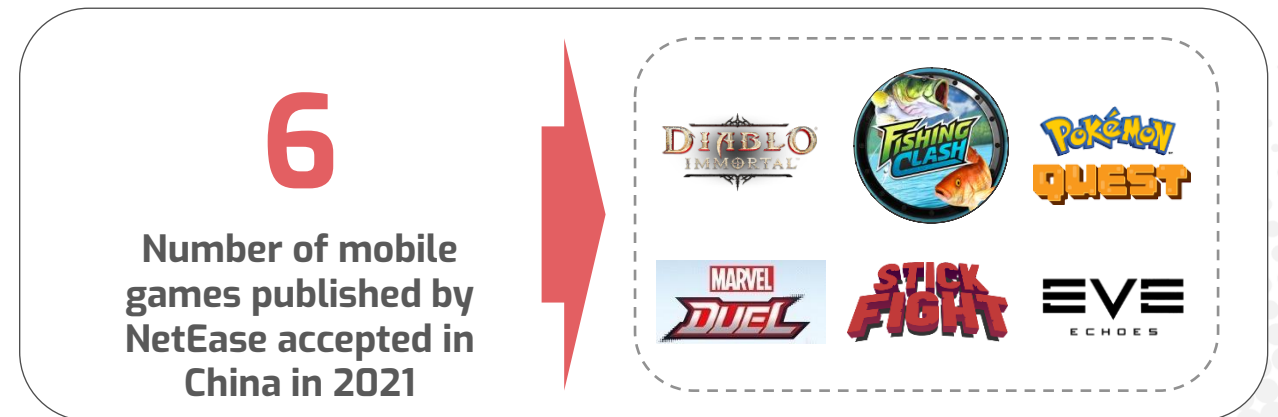 6
Number of mobile
games published by
NetEase accepted in
China in 2021
DIABLO
IMMORTAL
FISHING
CLASH
POKéMON
QUEST
MARVEL
DUEL
STICK
FIGHT
EVE
ECHOES